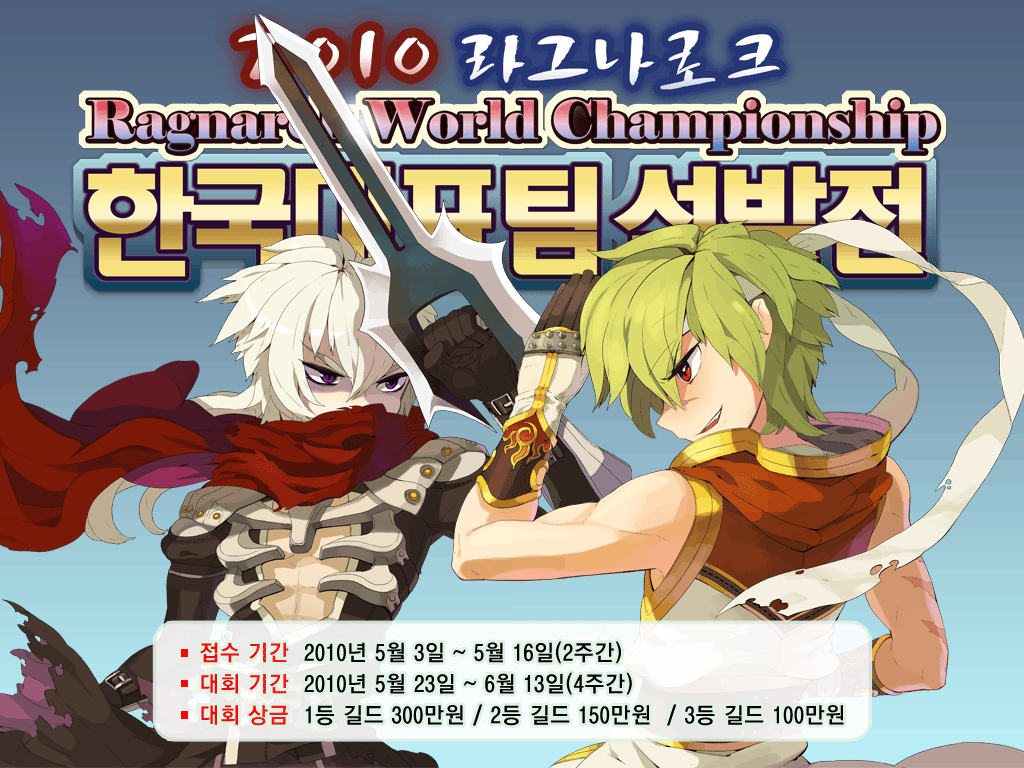 2010 라그나로크
Ragnarok World Championship
한국대표팀 선발전
▪ 접수 기간 2010년 5월 3일 ~ 5월 16일(2주간)
▪ 대회 기간 2010년 5월 23일 ~ 6월 13일(4주간)
▪ 대회 상금 1등 길드 300만원 / 2등 길드 150만원 / 3등 길드 100만원